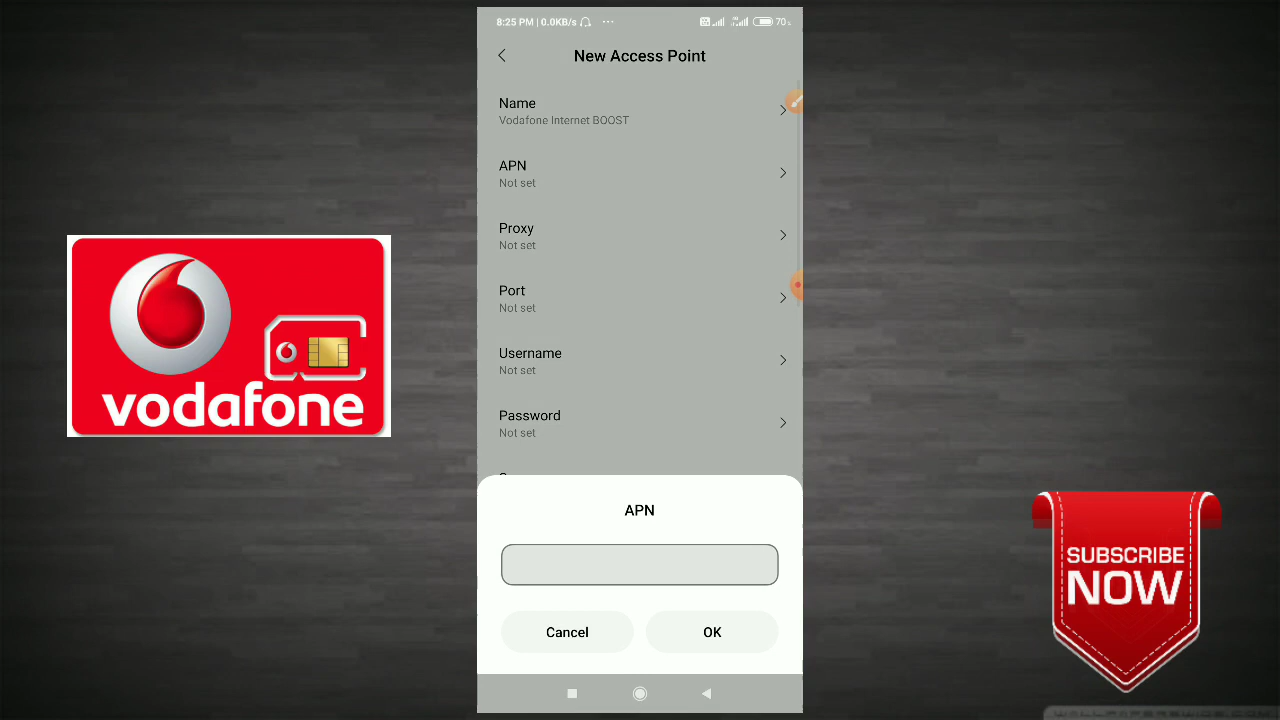 8:25 PM | 0.0KB/s
70
New Access Point
Name
Vodafone Internet BOOST
APN
Not set
Proxy
Not set
Port
Not set
Username
Not set
Password
Not set
APN
Cancel
OK
vodafone
SUBSCRIBE
NOW